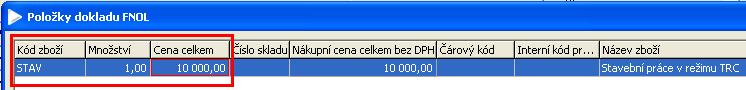 Položky dokladu FNOL
Kód zboží Množství Cena celkem Číslo skladu Nákupní cena celkem bez DPH Čárový kód Interní kód pr... Název zboží
STAV 1,00 10 000,00 10 000,00 Stavební práce v režimu TRC